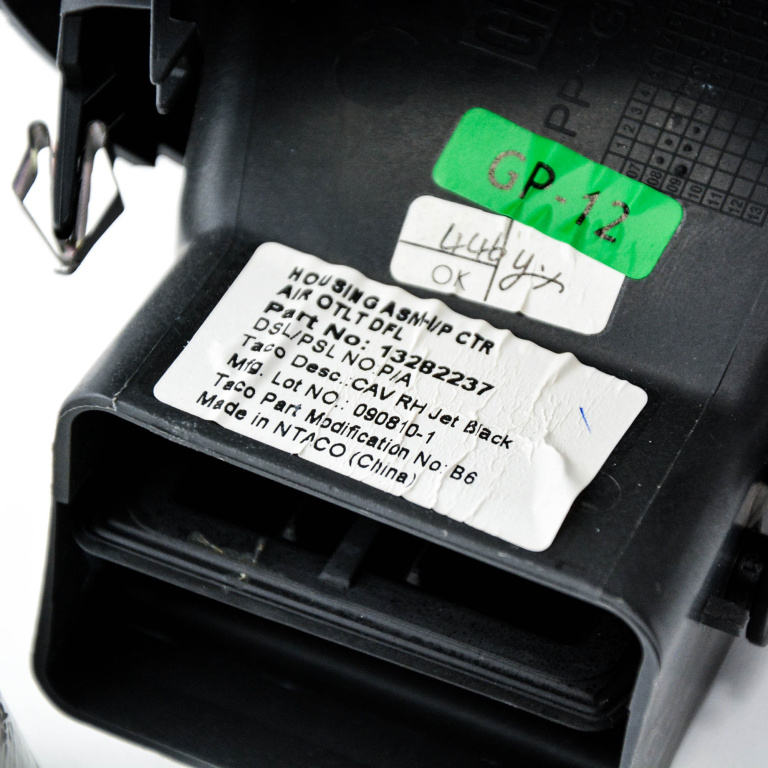 GP-12
446
OK
HOUSING ASM-I/P CTR
AIR OTLT DFL
Part No: 13282237
DSL/PSL NO:P/A
Taco Desc.:CAV RH Jet Black
Mfg. Lot NO.: 090810-1
Taco Part Modification No: B6
Made in NTACO (China)